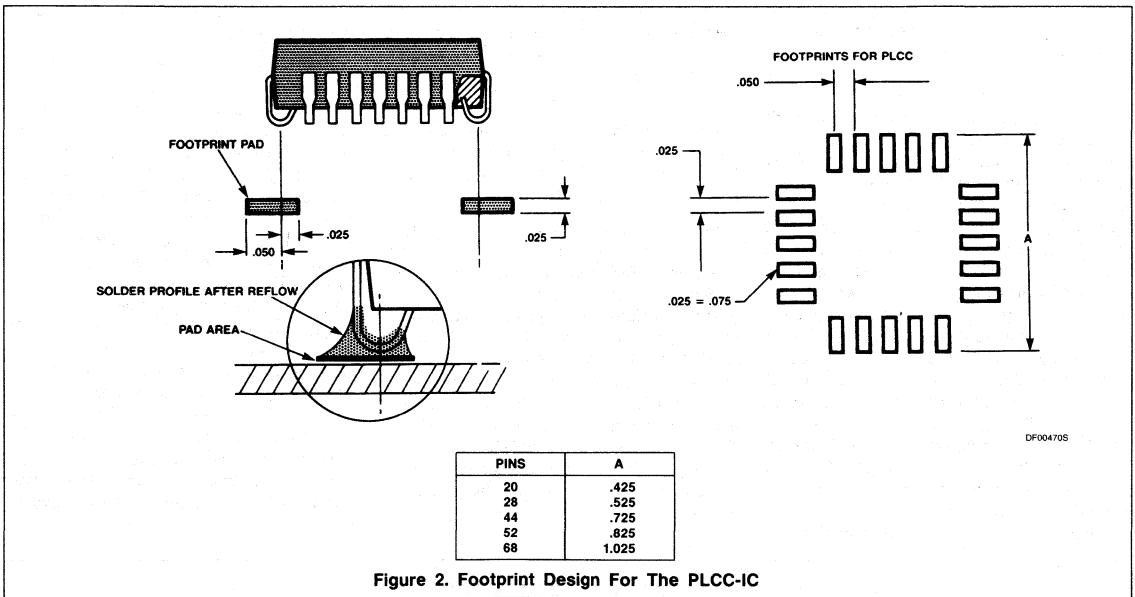 FOOTPRINTS FOR PLCC
.050
FOOTPRINT PAD
.025
.025
.050
.025
A
SOLDER PROFILE AFTER REFLOW
.025 = .075
PAD AREA
DF00470S
PINS A
20 .425
28 .525
44 .725
52 .825
68 1.025
Figure 2. Footprint Design For The PLCC-IC